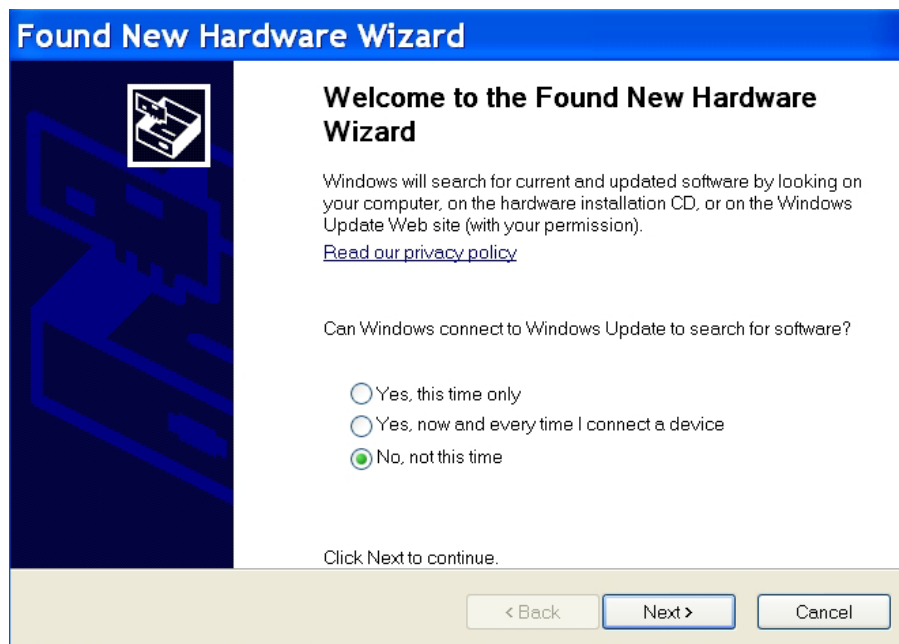 Found New Hardware Wizard
Welcome to the Found New Hardware
Wizard
Windows will search for current and updated software by looking on
your computer, on the hardware installation CD, or on the Windows
Update Web site (with your permission).
Read our privacy policy
Can Windows connect to Windows Update to search for software?
Yes, this time only
Yes, now and every time I connect a device
No, not this time
Click Next to continue.
< Back Next > Cancel